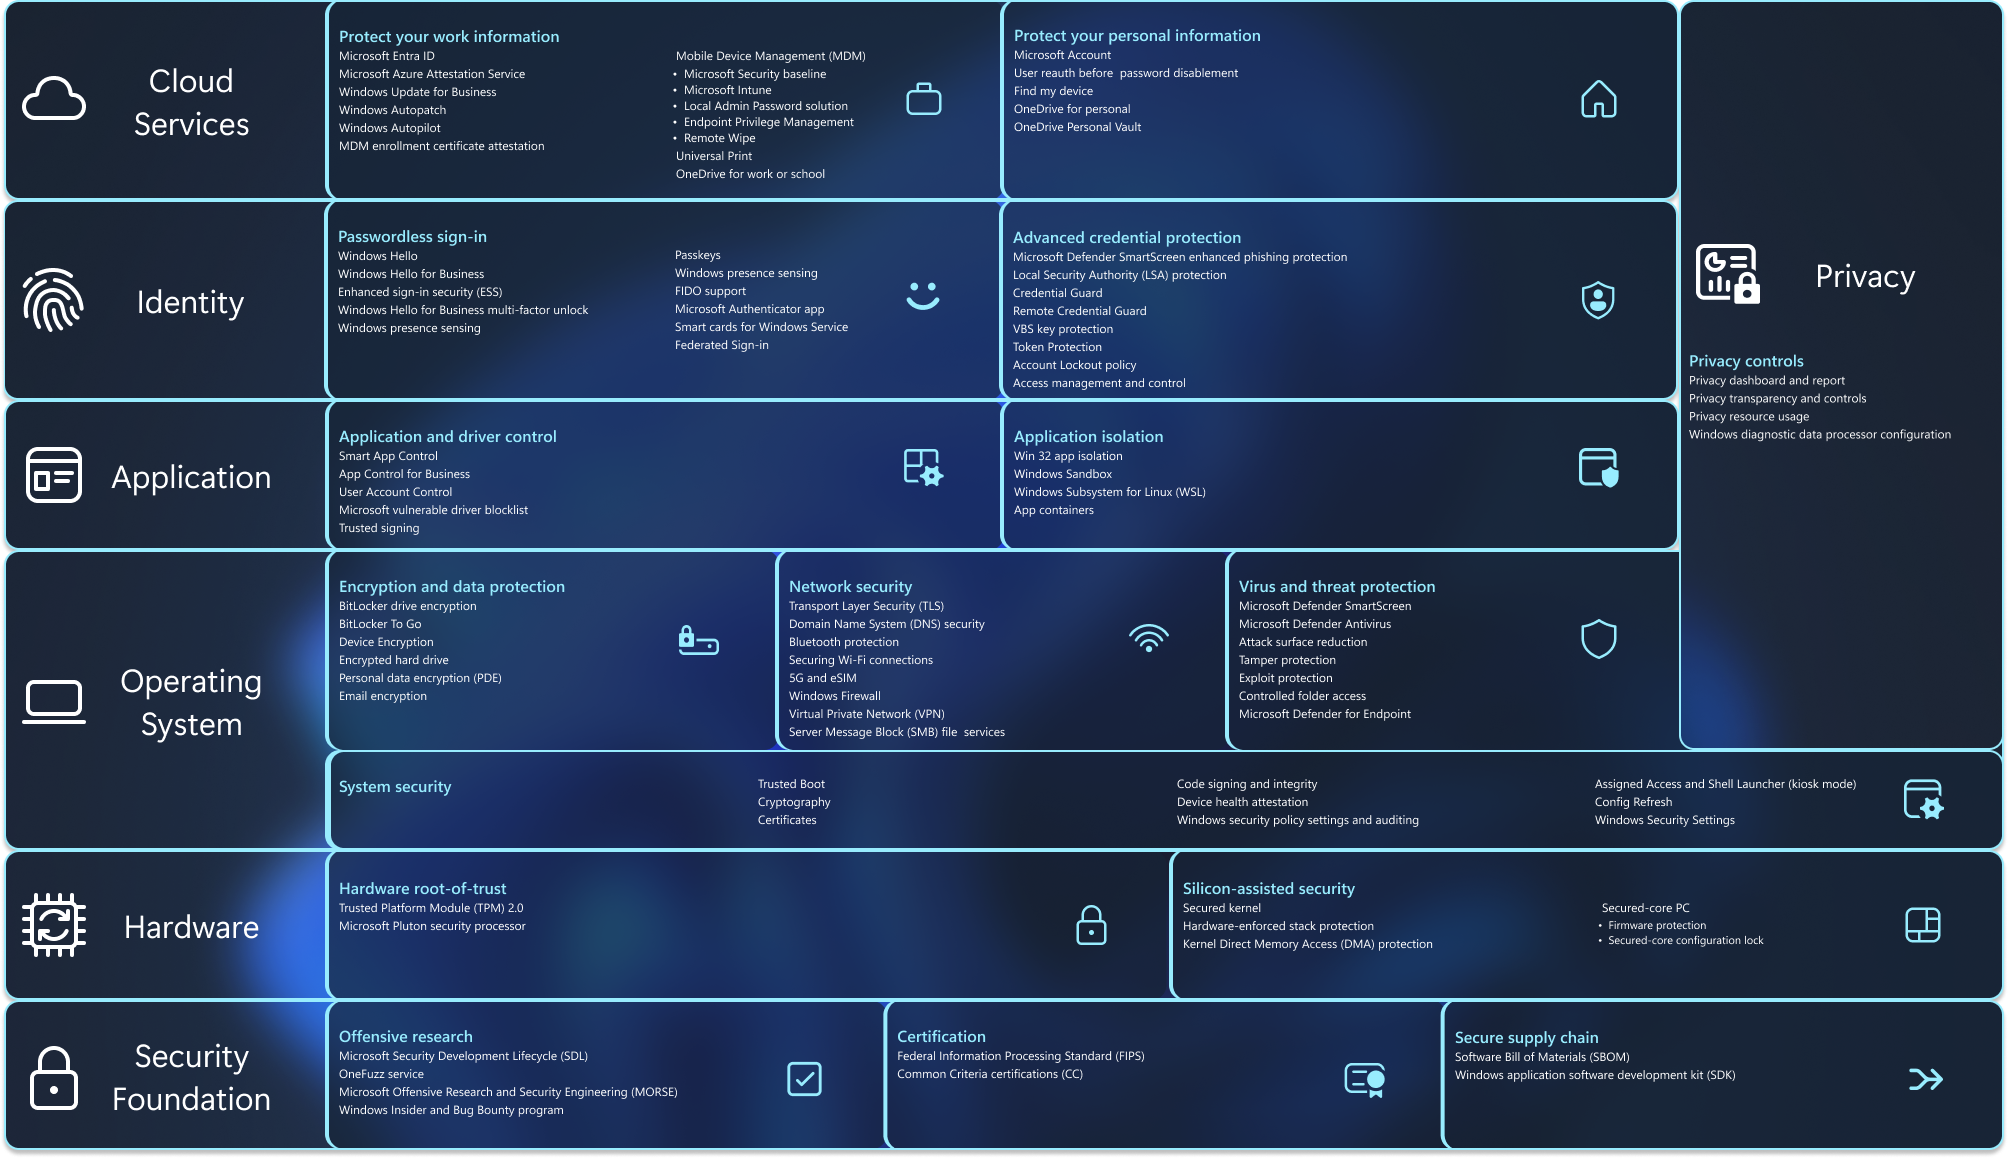 Cloud
Services
Protect your work information
Microsoft Entra ID
Microsoft Azure Attestation Service
Windows Update for Business
Windows Autopatch
Windows Autopilot
MDM enrollment certificate attestation
Mobile Device Management (MDM)
• Microsoft Security baseline
• Microsoft Intune
• Local Admin Password solution
• Endpoint Privilege Management
• Remote Wipe
Universal Print
OneDrive for work or school
Protect your personal information
Microsoft Account
User reauth before  password disablement
Find my device
OneDrive for personal
OneDrive Personal Vault
Privacy
Privacy controls
Privacy dashboard and report
Privacy transparency and controls
Privacy resource usage
Windows diagnostic data processor configuration
Identity
Passwordless sign-in
Windows Hello
Windows Hello for Business
Enhanced sign-in security (ESS)
Windows Hello for Business multi-factor unlock
Windows presence sensing
Passkeys
Windows presence sensing
FIDO support
Microsoft Authenticator app
Smart cards for Windows Service
Federated Sign-in
Advanced credential protection
Microsoft Defender SmartScreen enhanced phishing protection
Local Security Authority (LSA) protection
Credential Guard
Remote Credential Guard
VBS key protection
Token Protection
Account Lockout policy
Access management and control
Application
Application and driver control
Smart App Control
App Control for Business
User Account Control
Microsoft vulnerable driver blocklist
Trusted signing
Application isolation
Win 32 app isolation
Windows Sandbox
Windows Subsystem for Linux (WSL)
App containers
Operating
System
Encryption and data protection
BitLocker drive encryption
BitLocker To Go
Device Encryption
Encrypted hard drive
Personal data encryption (PDE)
Email encryption
Network security
Transport Layer Security (TLS)
Domain Name System (DNS) security
Bluetooth protection
Securing Wi-Fi connections
5G and eSIM
Windows Firewall
Virtual Private Network (VPN)
Server Message Block (SMB) file  services
Virus and threat protection
Microsoft Defender SmartScreen
Microsoft Defender Antivirus
Attack surface reduction
Tamper protection
Exploit protection
Controlled folder access
Microsoft Defender for Endpoint
System security
Trusted Boot
Cryptography
Certificates
Code signing and integrity
Device health attestation
Windows security policy settings and auditing
Assigned Access and Shell Launcher (kiosk mode)
Config Refresh
Windows Security Settings
Hardware
Hardware root-of-trust
Trusted Platform Module (TPM) 2.0
Microsoft Pluton security processor
Silicon-assisted security
Secured kernel
Hardware-enforced stack protection
Kernel Direct Memory Access (DMA) protection
Secured-core PC
• Firmware protection
• Secured-core configuration lock
Security
Foundation
Offensive research
Microsoft Security Development Lifecycle (SDL)
OneFuzz service
Microsoft Offensive Research and Security Engineering (MORSE)
Windows Insider and Bug Bounty program
Certification
Federal Information Processing Standard (FIPS)
Common Criteria certifications (CC)
Secure supply chain
Software Bill of Materials (SBOM)
Windows application software development kit (SDK)